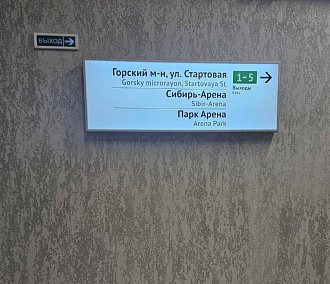 ВЫХОД →
Горский м-н, ул. Стартовая 1-5 →
Gorsky microrayon, Startovaya St. Выходы
Exits
Сибирь-Арена
Sibir-Arena
Парк Арена
Arena Park